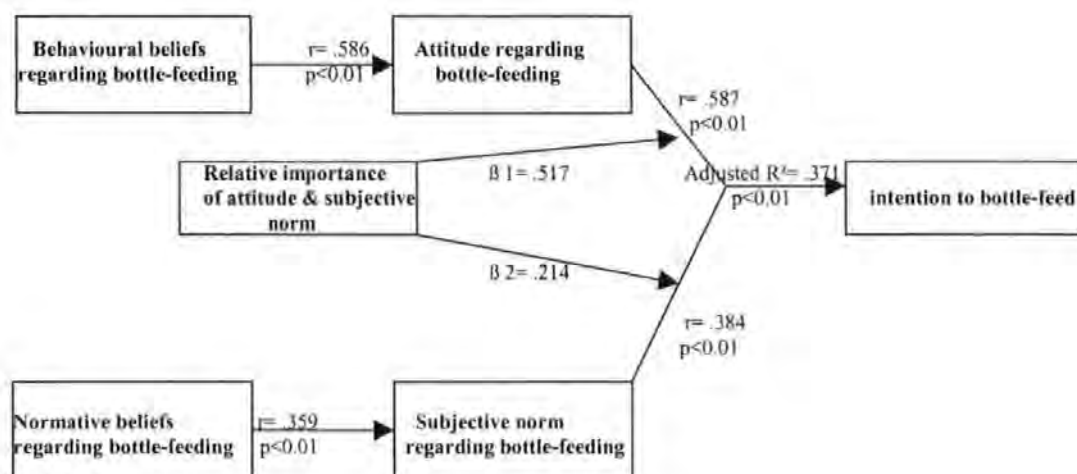 Behavioural beliefs
regarding bottle-feeding
r= .586
p<0.01
Attitude regarding
bottle-feeding
r= .587
p<0.01
Relative importance
of attitude & subjective
norm
ß 1= .517
ß 2= .214
Adjusted R²= .371
p<0.01
intention to bottle-feed
r= .384
p<0.01
Normative beliefs
regarding bottle-feeding
r= .359
p<0.01
Subjective norm
regarding bottle-feeding